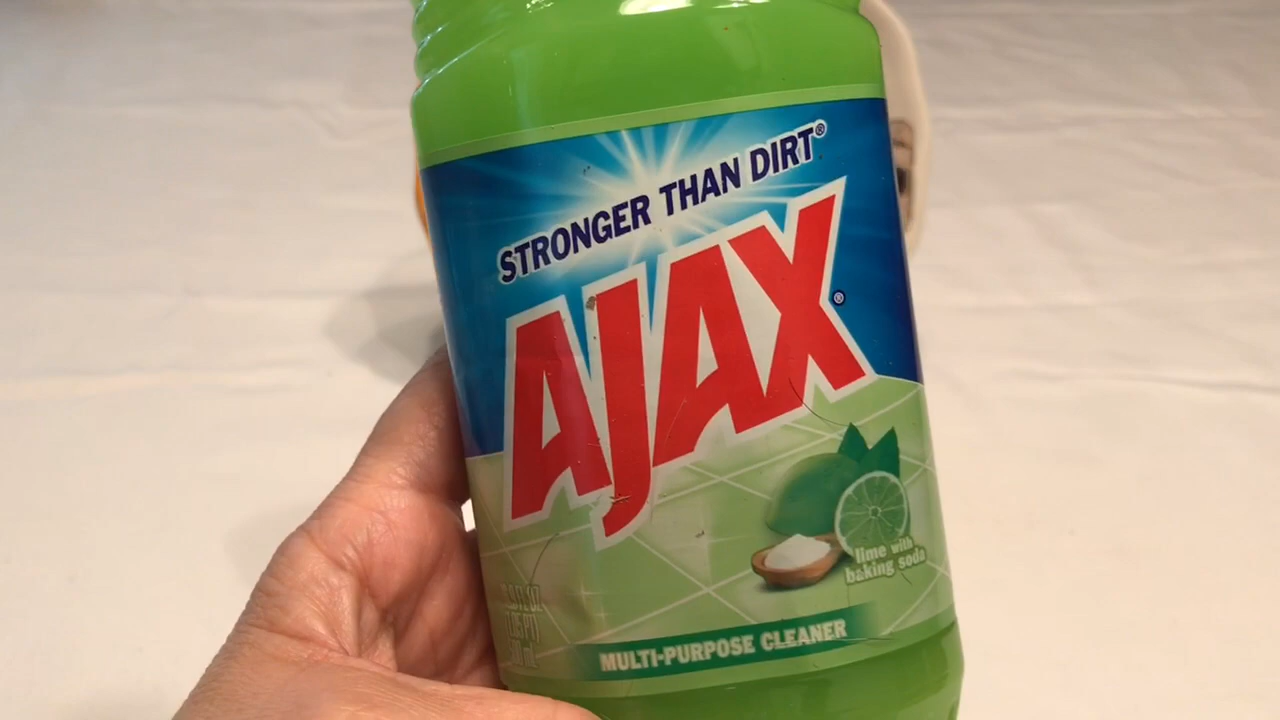 STRONGER THAN DIRT®
AJAX®
lime with
baking soda
MULTI-PURPOSE CLEANER